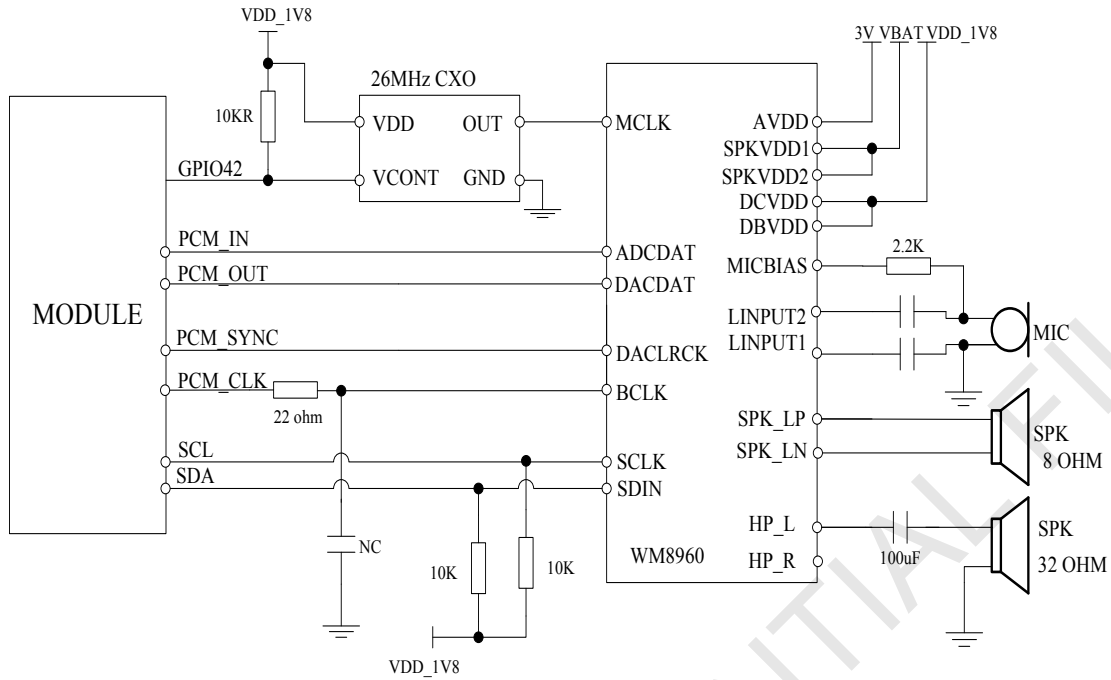 VDD_1V8
3V VBAT VDD_1V8
26MHz CXO
10KR
VDD
OUT
VCONT
GND
GPIO42
MODULE
PCM_IN
PCM_OUT
PCM_SYNC
PCM_CLK
22 ohm
SCL
SDA
NC
10K
10K
VDD_1V8
MCLK
ADCDAT
DACDAT
DACLRCK
BCLK
SCLK
SDIN
WM8960
AVDD
SPKVDD1
SPKVDD2
DCVDD
DBVDD
MICBIAS
2.2K
LINPUT2
LINPUT1
MIC
SPK_LP
SPK_LN
SPK
8 OHM
HP_L
HP_R
100uF
SPK
32 OHM